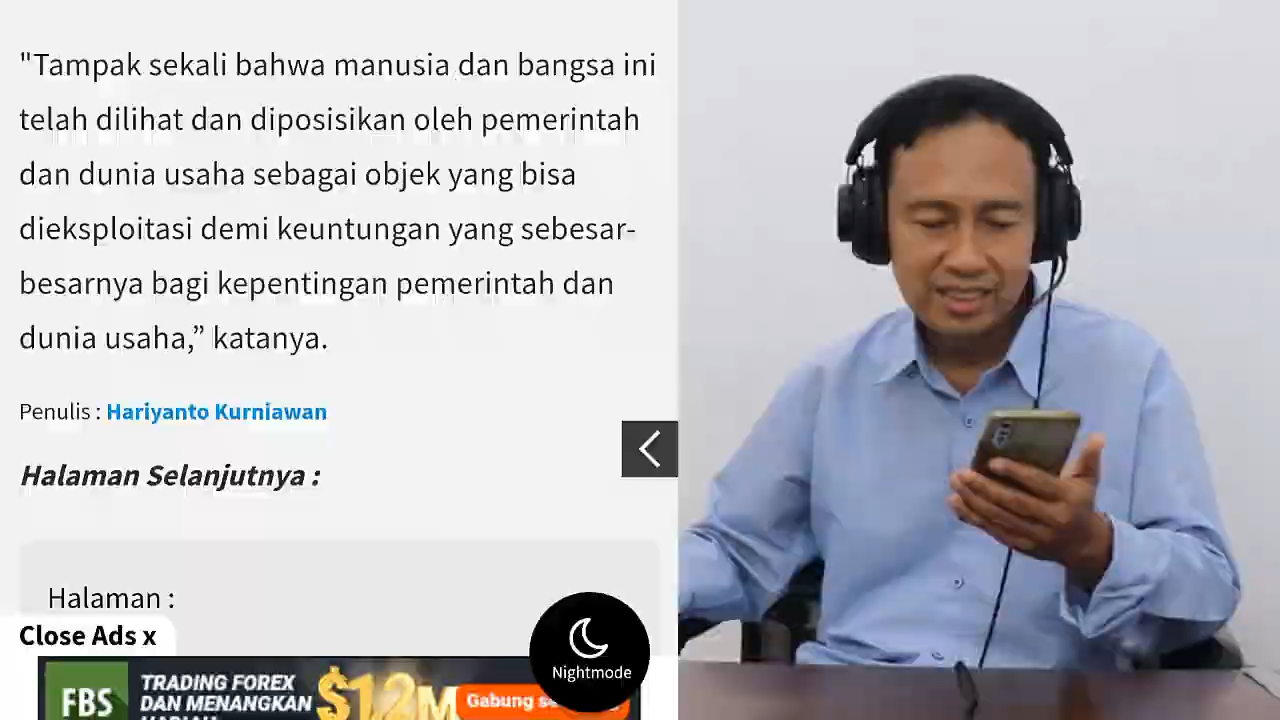 "Tampak sekali bahwa manusia dan bangsa ini
telah dilihat dan diposisikan oleh pemerintah
dan dunia usaha sebagai objek yang bisa
dieksploitasi demi keuntungan yang sebesar-
besarnya bagi kepentingan pemerintah dan
dunia usaha,” katanya.
Penulis : Hariyanto Kurniawan
Halaman Selanjutnya :
Halaman :
Close Ads x
Nightmode
FBS
TRADING FOREX
DAN MENANGKAN
$1,2M
Gabung